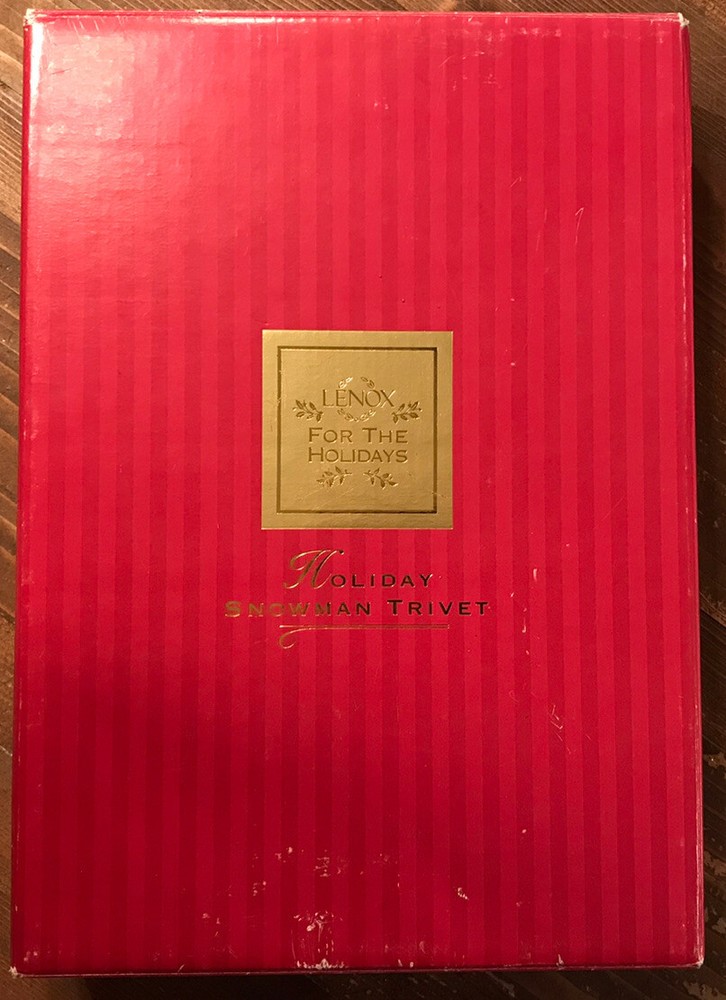 LENOX
FOR THE
HOLIDAYS
HOLIDAY
SNOWMAN TRIVET